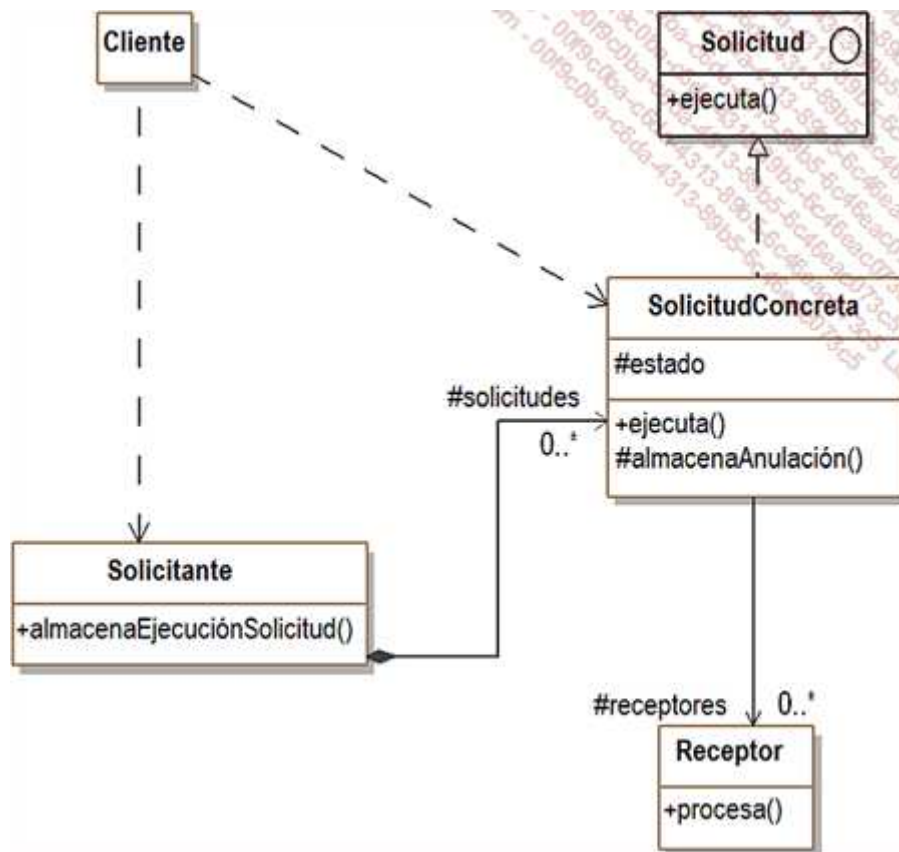 Cliente
Solicitud
+ejecuta()
SolicitudConcreta
#estado
#solicitudes
0..*
+ejecuta()
#almacenaAnulación()
Solicitante
+almacenaEjecuciónSolicitud()
#receptores
0..*
Receptor
+procesa()